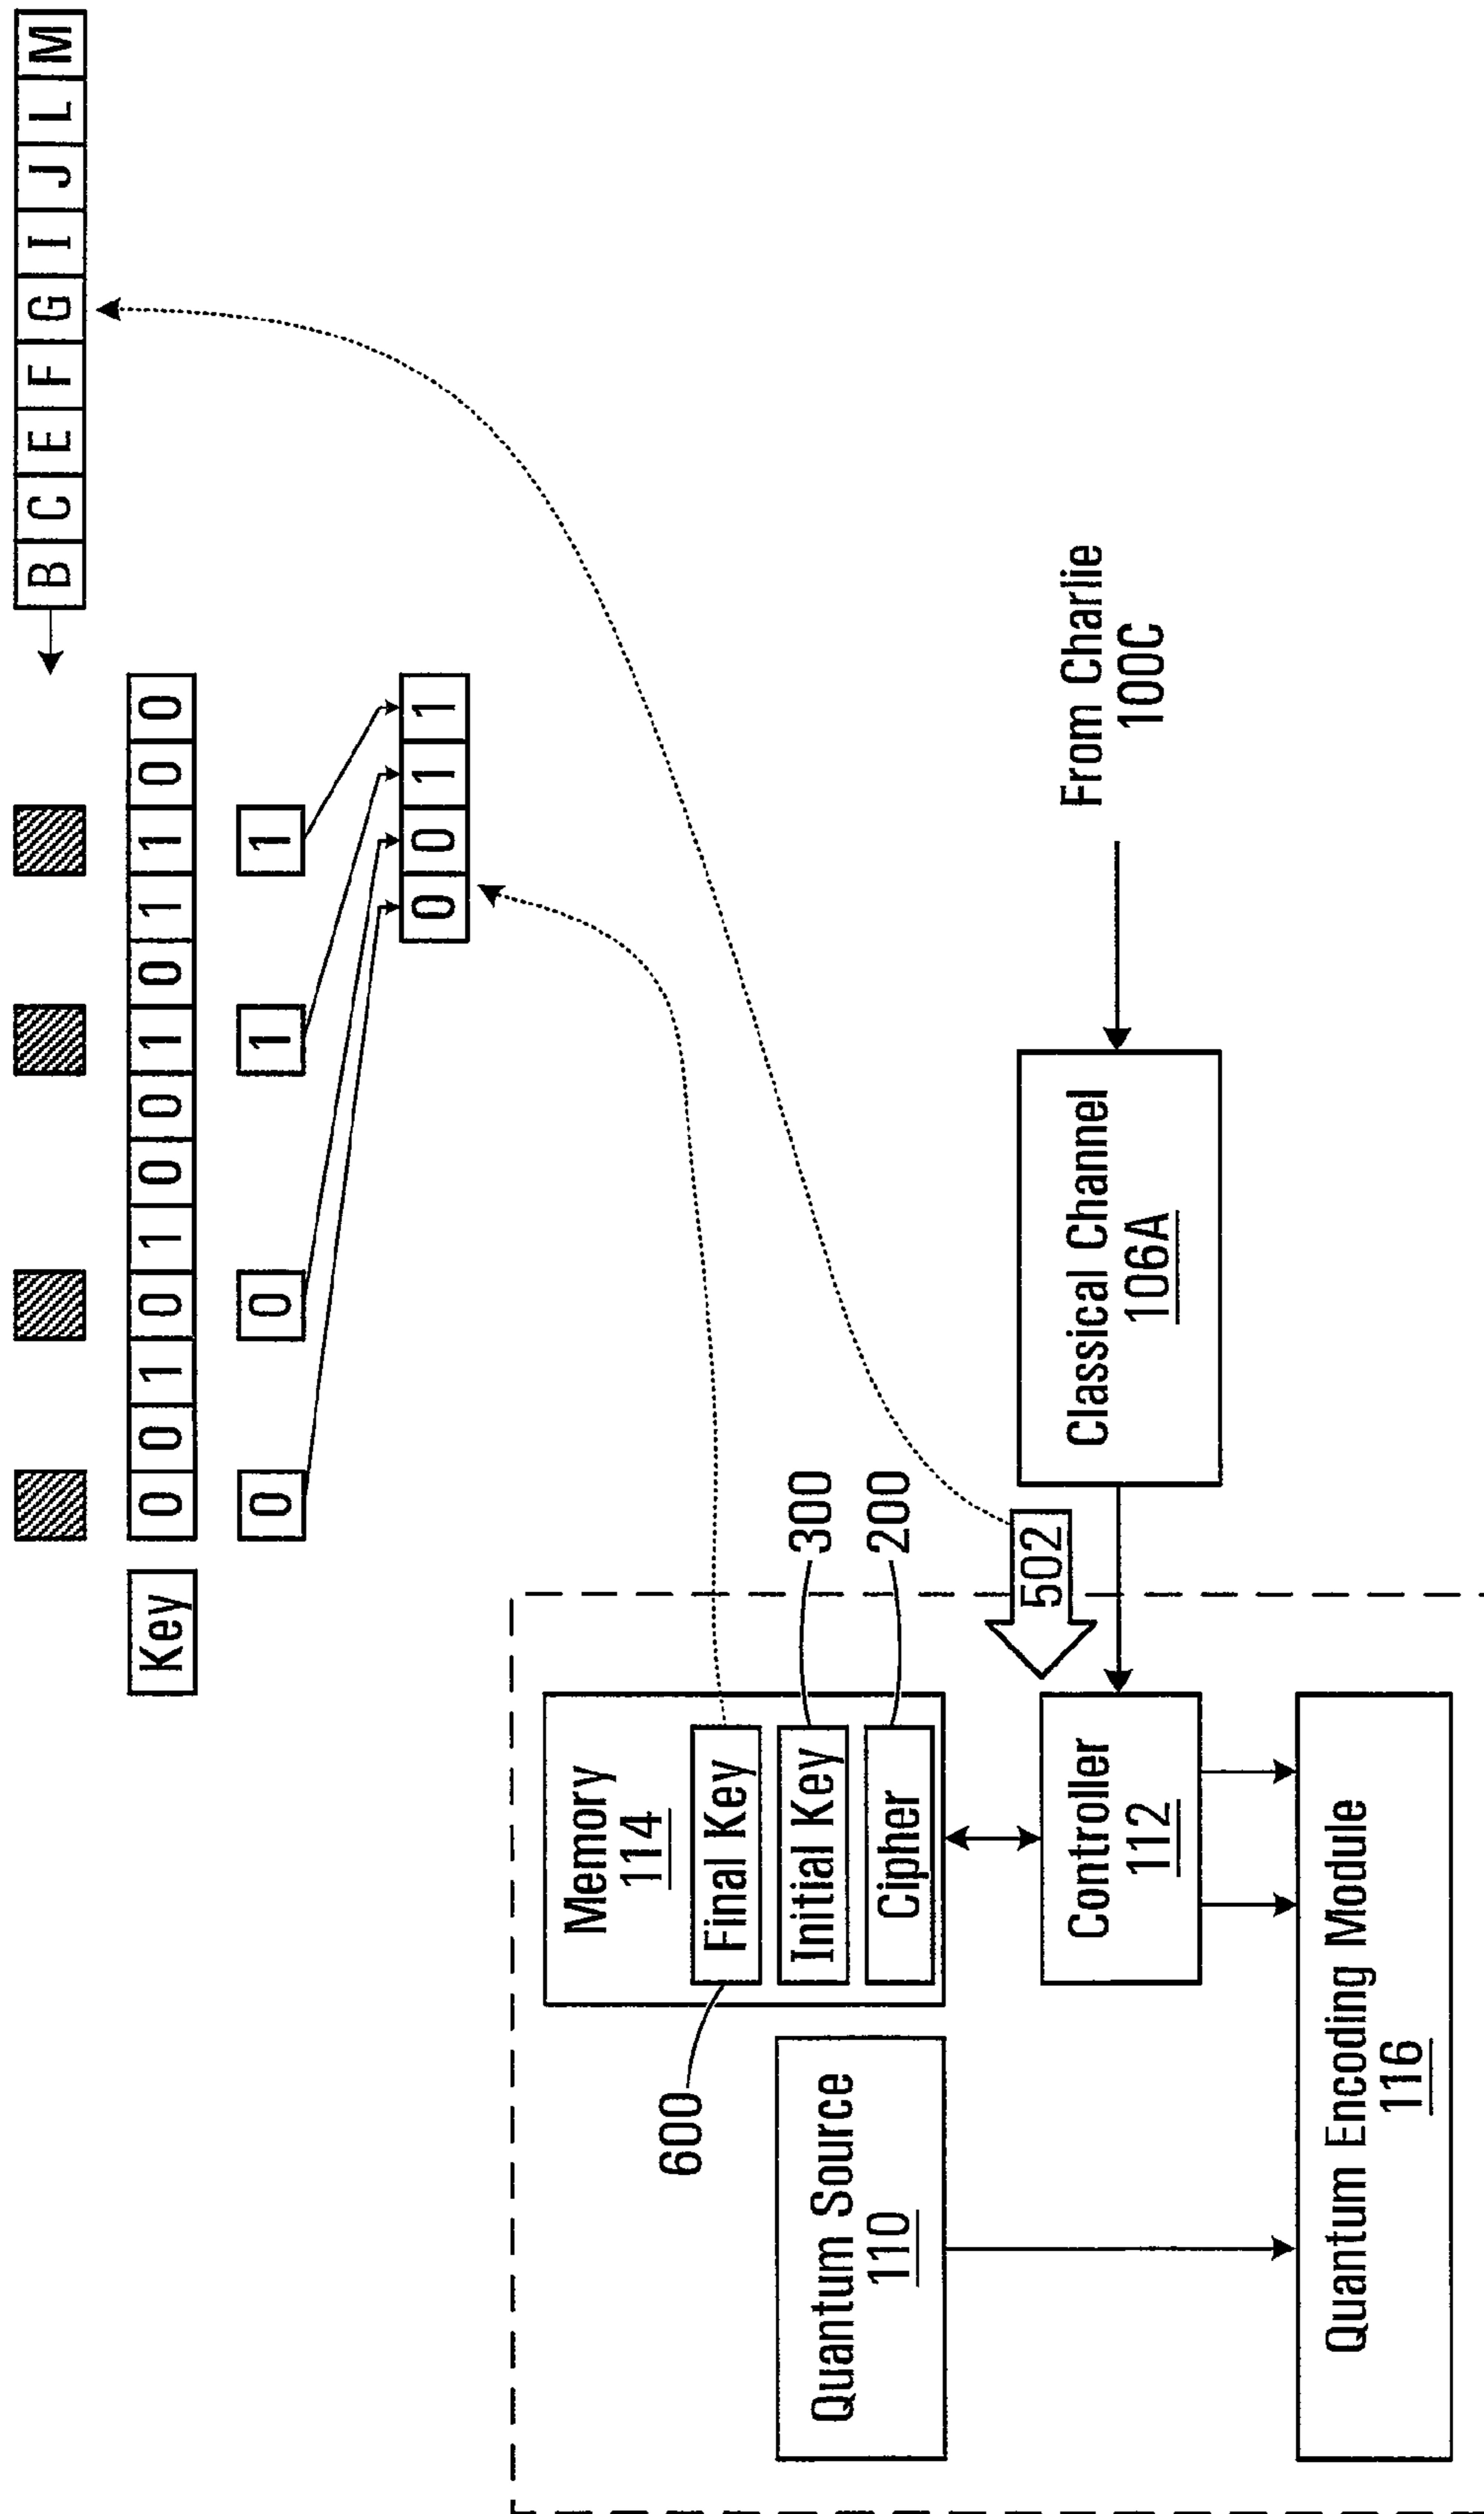 B C E F G I J L M
Key 0 0 1 0 1 0 0 1 0 1 1 0 0
0 0 1 1
0 0 1 1
Memory
114
600
Final Key
Initial Key
300
Cipher
200
Quantum Source
110
502
From Charlie
100C
Classical Channel
106A
Controller
112
Quantum Encoding Module
116